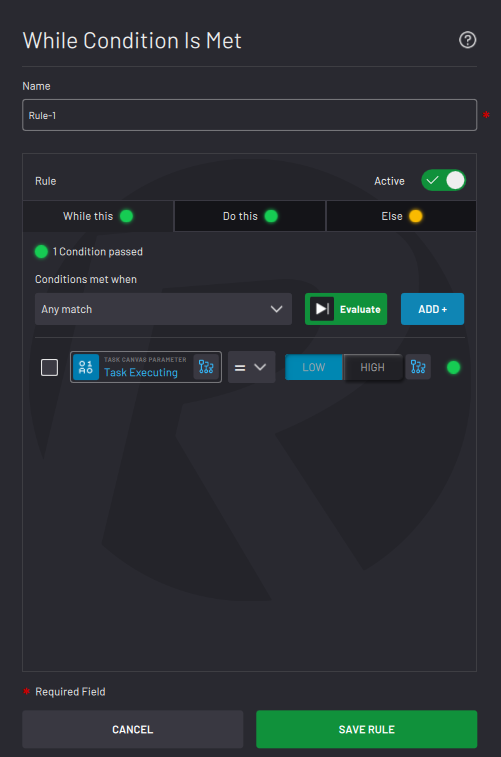 While Condition Is Met
Name
Rule-1
*
Rule
Active
While this
Do this
Else
1 Condition passed
Conditions met when
Any match
Evaluate
ADD +
TASK CANVAS PARAMETER
Task Executing
=
LOW
HIGH
* Required Field
CANCEL
SAVE RULE